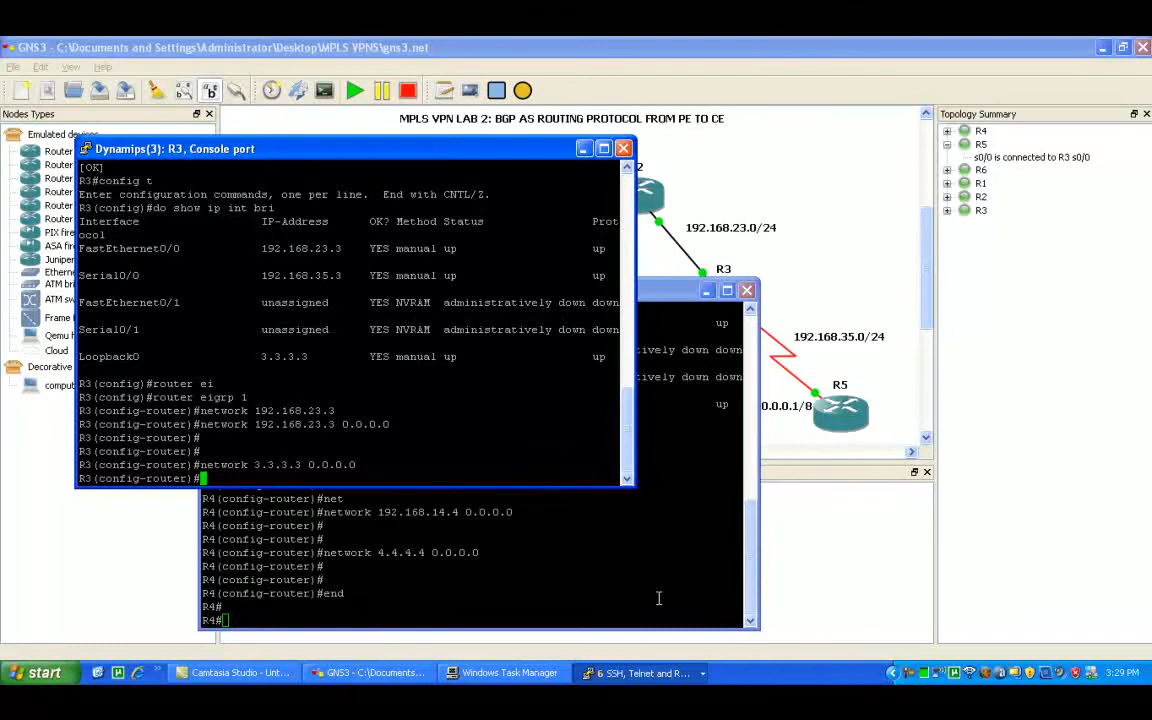 GNS3 - C:\Documents and Settings\Administrator\Desktop\MPLS VPNS\gns3.net
File Edit View Help
Nodes Types
Emulated devic
Router
Router
Router
Router
Router
Router
PIX fire
ASA fire
Juniper
Ethern
ATM bri
ATM sw
Frame
Qemu h
Cloud
Decorative
comput
MPLS VPN LAB 2: BGP AS ROUTING PROTOCOL FROM PE TO CE
2
192.168.23.0/24
R3
192.168.35.0/24
R5
0.0.0.1/8
Topology Summary
R4
R5
s0/0 is connected to R3 s0/0
R6
R1
R2
R3
Dynamips(3): R3, Console port
[OK]
R3#config t
Enter configuration commands, one per line.  End with CNTL/Z.
R3(config)#do show ip int bri
Interface IP-Address OK? Method Status Prot
ocol
FastEthernet0/0 192.168.23.3 YES manual up up
Serial0/0 192.168.35.3 YES manual up up
FastEthernet0/1 unassigned YES NVRAM administratively down down
Serial0/1 unassigned YES NVRAM administratively down down
Loopback0 3.3.3.3 YES manual up up
R3(config)#router ei
R3(config)#router eigrp 1
R3(config-router)#network 192.168.23.3
R3(config-router)#network 192.168.23.3 0.0.0.0
R3(config-router)#
R3(config-router)#
R3(config-router)#network 3.3.3.3 0.0.0.0
R3(config-router)#
up
tively down down
tively down down
up
R4(config-router)#net
R4(config-router)#network 192.168.14.4 0.0.0.0
R4(config-router)#
R4(config-router)#
R4(config-router)#network 4.4.4.4 0.0.0.0
R4(config-router)#
R4(config-router)#
R4(config-router)#end
R4#
R4#
start
Camtasia Studio - Unt...
GNS3 - C:\Documents...
Windows Task Manager
6 SSH, Telnet and R...
3:29 PM